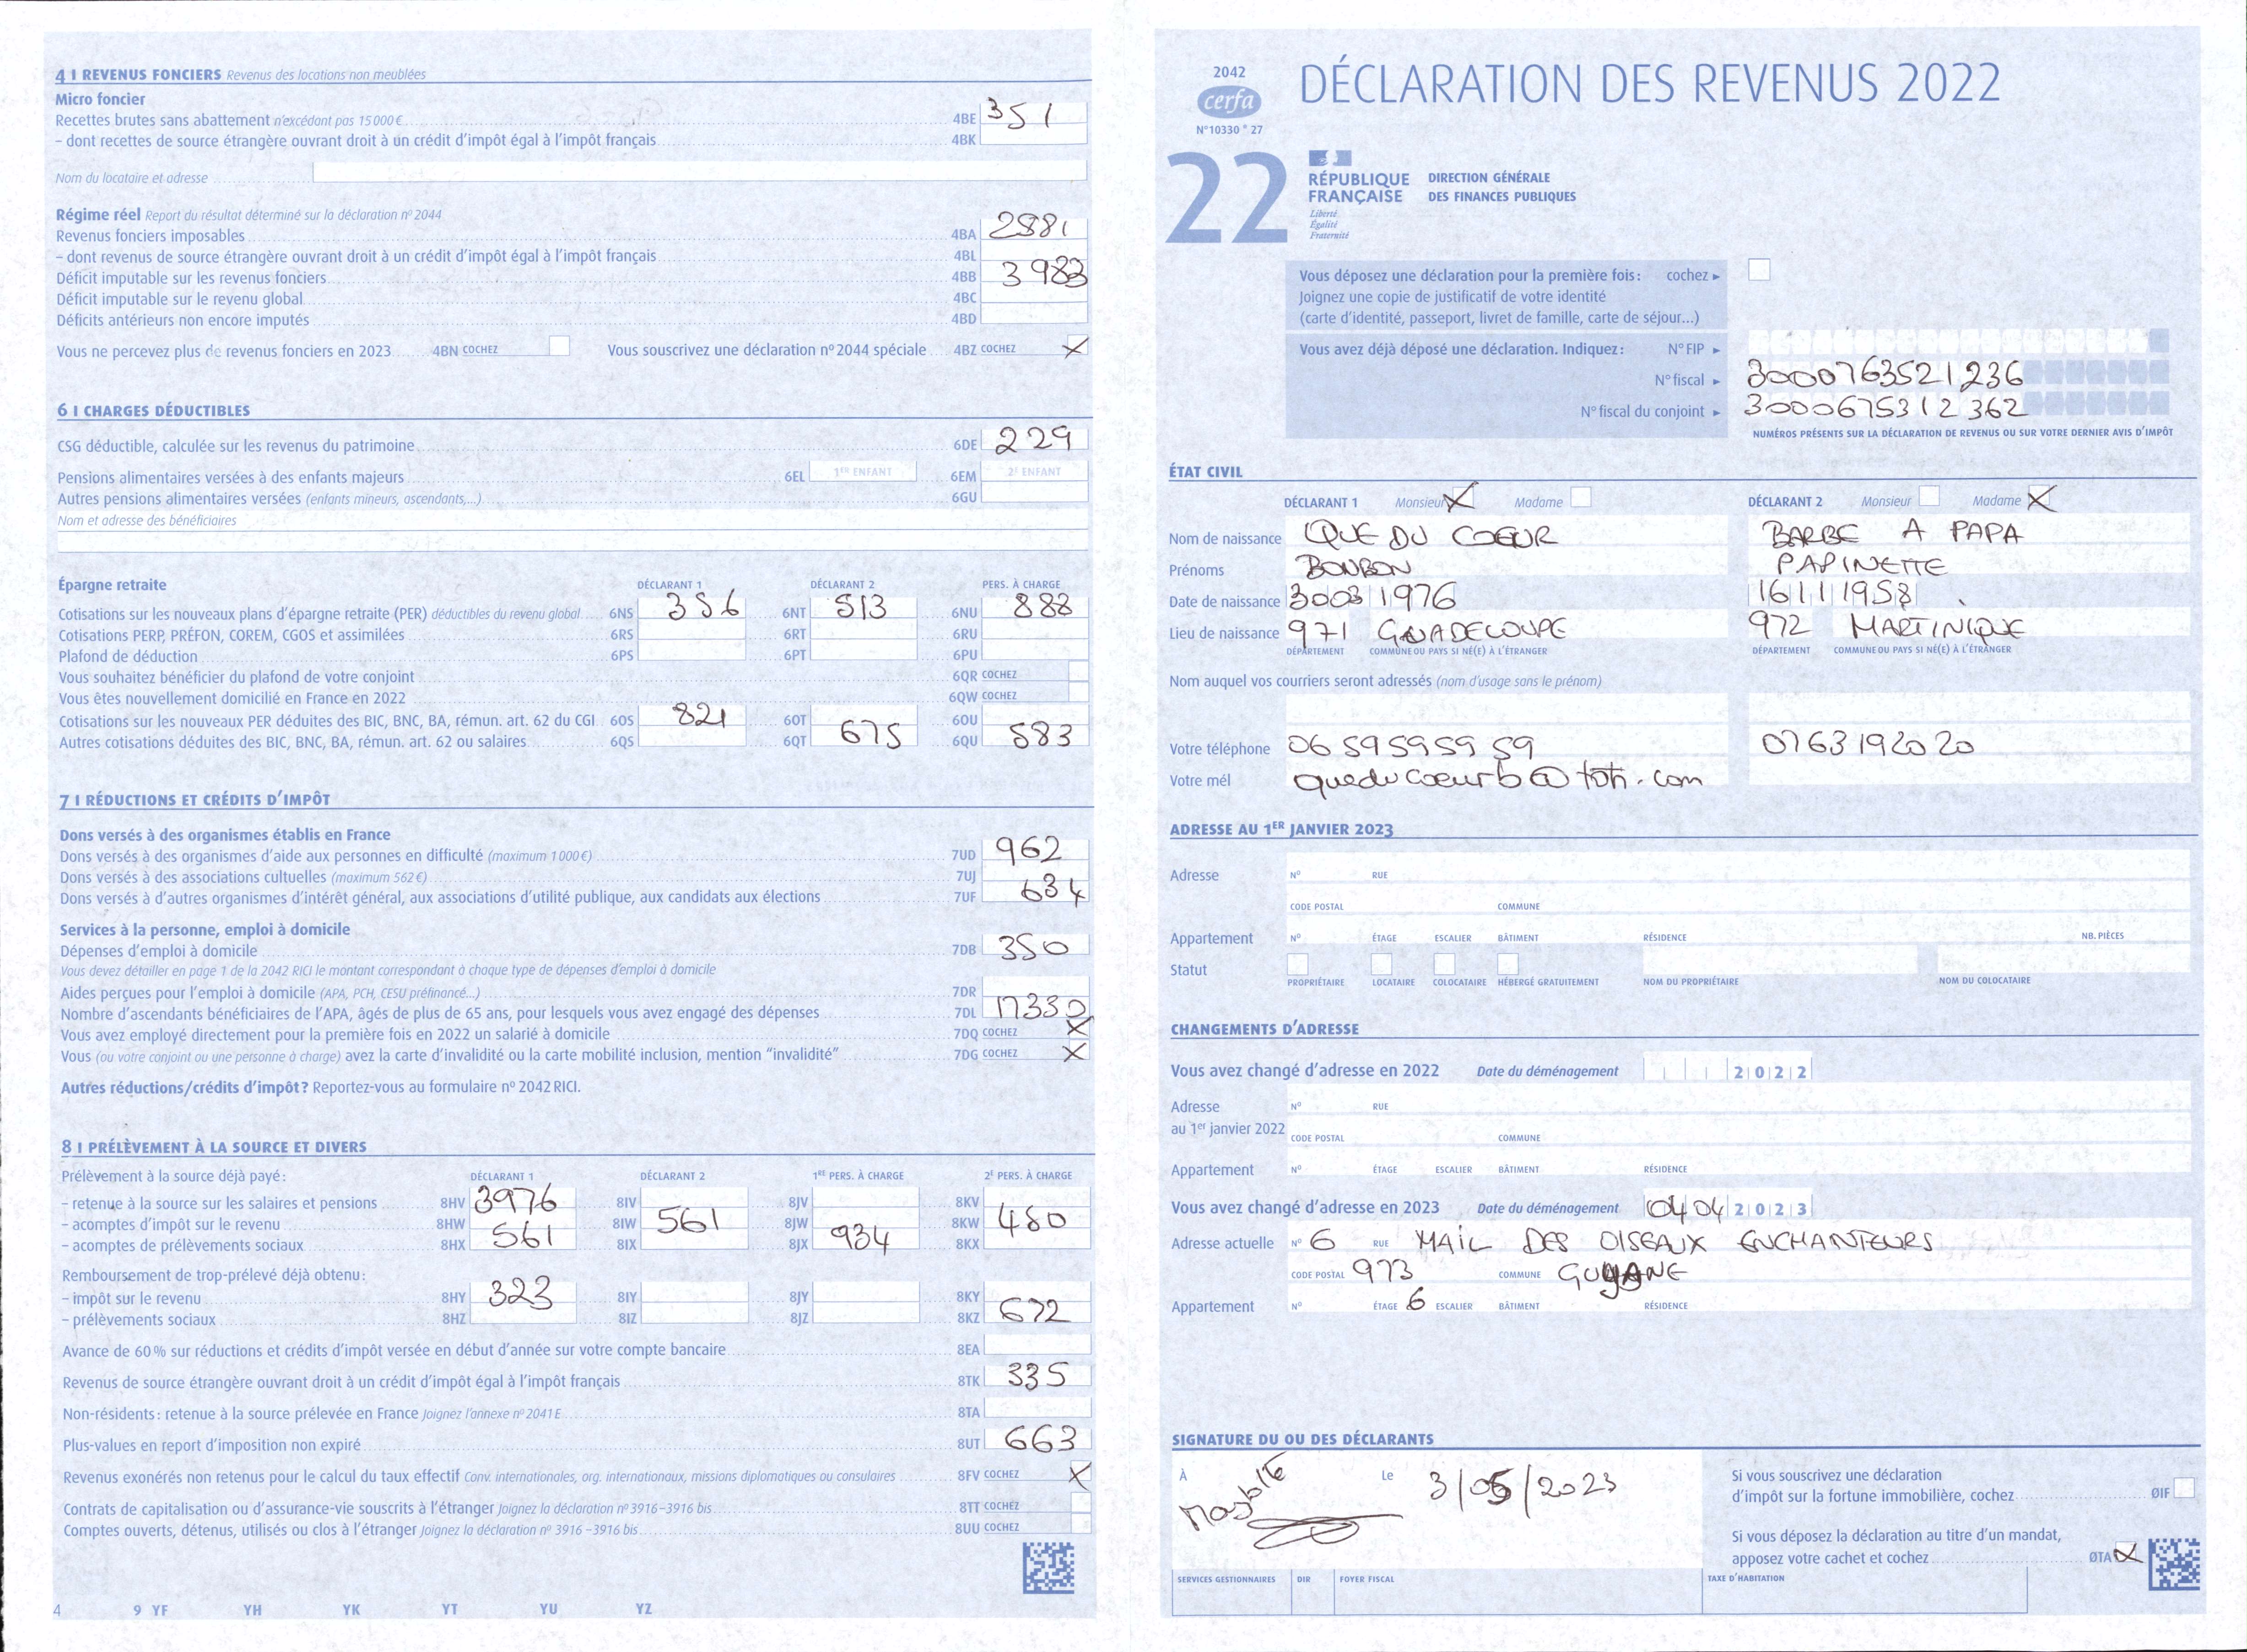 4 | REVENUS FONCIERS Revenus des locations non meublées
Micro foncier
Recettes brutes sans abattement n'excédant pas 15 000 € 4BE 351
– dont recettes de source étrangère ouvrant droit à un crédit d'impôt égal à l'impôt français 4BK
Nom du locataire et adresse
Régime réel Report du résultat déterminé sur la déclaration nº 2044
Revenus fonciers imposables 4BA 2881
– dont revenus de source étrangère ouvrant droit à un crédit d'impôt égal à l'impôt français 4BL
Déficit imputable sur les revenus fonciers 4BB 3983
Déficit imputable sur le revenu global 4BC
Déficits antérieurs non encore imputés 4BD
Vous ne percevez plus de revenus fonciers en 2023 4BN COCHEZ Vous souscrivez une déclaration nº 2044 spéciale 4BZ COCHEZ X
6 | CHARGES DÉDUCTIBLES
CSG déductible, calculée sur les revenus du patrimoine 6DE 229
Pensions alimentaires versées à des enfants majeurs 6EL 1ER ENFANT 6EM 2E ENFANT
Autres pensions alimentaires versées (enfants mineurs, ascendants,...) 6GU
Nom et adresse des bénéficiaires
Épargne retraite DÉCLARANT 1 DÉCLARANT 2 PERS. À CHARGE
Cotisations sur les nouveaux plans d'épargne retraite (PER) déductibles du revenu global 6NS 356 6NT 513 6NU 888
Cotisations PERP, PRÉFON, COREM, CGOS et assimilées 6RS 6RT 6RU
Plafond de déduction 6PS 6PT 6PU
Vous souhaitez bénéficier du plafond de votre conjoint 6QR COCHEZ
Vous êtes nouvellement domicilié en France en 2022 6QW COCHEZ
Cotisations sur les nouveaux PER déduites des BIC, BNC, BA, rémun. art. 62 du CGI 6OS 821 6OT 6OU
Autres cotisations déduites des BIC, BNC, BA, rémun. art. 62 ou salaires 6QS 6QT 675 6QU 583
7 | RÉDUCTIONS ET CRÉDITS D'IMPÔT
Dons versés à des organismes établis en France
Dons versés à des organismes d'aide aux personnes en difficulté (maximum 1 000 €) 7UD 962
Dons versés à des associations cultuelles (maximum 562 €) 7UJ
Dons versés à d'autres organismes d'intérêt général, aux associations d'utilité publique, aux candidats aux élections 7UF 634
Services à la personne, emploi à domicile
Dépenses d'emploi à domicile 7DB 350
Vous devez détailler en page 1 de la 2042 RICI le montant correspondant à chaque type de dépenses d'emploi à domicile
Aides perçues pour l'emploi à domicile (APA, PCH, CESU préfinancé...) 7DR
Nombre d'ascendants bénéficiaires de l'APA, âgés de plus de 65 ans, pour lesquels vous avez engagé des dépenses 7DL 17330
Vous avez employé directement pour la première fois en 2022 un salarié à domicile 7DQ COCHEZ X
Vous (ou votre conjoint ou une personne à charge) avez la carte d'invalidité ou la carte mobilité inclusion, mention "invalidité" 7DG COCHEZ X
Autres réductions/crédits d'impôt? Reportez-vous au formulaire nº 2042 RICI.
8 | PRÉLÈVEMENT À LA SOURCE ET DIVERS
Prélèvement à la source déjà payé: DÉCLARANT 1 DÉCLARANT 2 1RE PERS. À CHARGE 2E PERS. À CHARGE
– retenue à la source sur les salaires et pensions 8HV 3976 8IV 8JV 8KV
– acomptes d'impôt sur le revenu 8HW 561 8IW 561 8JW 8KW 480
– acomptes de prélèvements sociaux 8HX 8IX 8JX 934 8KX
Remboursement de trop-prélevé déjà obtenu:
– impôt sur le revenu 8HY 323 8IY 8JY 8KY
– prélèvements sociaux 8HZ 8IZ 8JZ 8KZ 672
Avance de 60 % sur réductions et crédits d'impôt versée en début d'année sur votre compte bancaire 8EA
Revenus de source étrangère ouvrant droit à un crédit d'impôt égal à l'impôt français 8TK 335
Non-résidents: retenue à la source prélevée en France Joignez l'annexe nº 2041 E 8TA
Plus-values en report d'imposition non expiré 8UT 663
Revenus exonérés non retenus pour le calcul du taux effectif Conv. internationales, org. internationaux, missions diplomatiques ou consulaires 8FV COCHEZ X
Contrats de capitalisation ou d'assurance-vie souscrits à l'étranger Joignez la déclaration nº 3916–3916 bis 8TT COCHEZ
Comptes ouverts, détenus, utilisés ou clos à l'étranger Joignez la déclaration nº 3916 –3916 bis 8UU COCHEZ
4 9 YF YH YK YT YU YZ
2042
cerfa
Nº 10330 * 27
DÉCLARATION DES REVENUS 2022
22
RÉPUBLIQUE
FRANÇAISE
Liberté
Égalité
Fraternité
DIRECTION GÉNÉRALE
DES FINANCES PUBLIQUES
Vous déposez une déclaration pour la première fois: cochez ►
Joignez une copie de justificatif de votre identité
(carte d'identité, passeport, livret de famille, carte de séjour...)
Vous avez déjà déposé une déclaration. Indiquez: Nº FIP ►
Nº fiscal ► 3000763521236
Nº fiscal du conjoint ► 3000675312362
NUMÉROS PRÉSENTS SUR LA DÉCLARATION DE REVENUS OU SUR VOTRE DERNIER AVIS D'IMPÔT
ÉTAT CIVIL
DÉCLARANT 1 Monsieur X Madame DÉCLARANT 2 Monsieur Madame X
Nom de naissance QUE DU COEUR BARBE A PAPA
Prénoms BONBON PAPINETTE
Date de naissance 30031976 16111958
Lieu de naissance 971 GUADELOUPE 972 MARTINIQUE
DÉPARTEMENT COMMUNE OU PAYS SI NÉ(E) À L'ÉTRANGER DÉPARTEMENT COMMUNE OU PAYS SI NÉ(E) À L'ÉTRANGER
Nom auquel vos courriers seront adressés (nom d'usage sans le prénom)
Votre téléphone 06 59 59 59 59 0763192020
Votre mél queducoeurb@toti.com
ADRESSE AU 1ER JANVIER 2023
Adresse Nº RUE
CODE POSTAL COMMUNE
Appartement Nº ÉTAGE ESCALIER BÂTIMENT RÉSIDENCE NB. PIÈCES
Statut
PROPRIÉTAIRE LOCATAIRE COLOCATAIRE HÉBERGÉ GRATUITEMENT NOM DU PROPRIÉTAIRE NOM DU COLOCATAIRE
CHANGEMENTS D'ADRESSE
Vous avez changé d'adresse en 2022 Date du déménagement 2022
Adresse Nº RUE
au 1er janvier 2022 CODE POSTAL COMMUNE
Appartement Nº ÉTAGE ESCALIER BÂTIMENT RÉSIDENCE
Vous avez changé d'adresse en 2023 Date du déménagement 04 04 2023
Adresse actuelle Nº 6 RUE MAIL DES OISEAUX ENCHANTEURS
CODE POSTAL 973 COMMUNE GUYANE
Appartement Nº ÉTAGE 6 ESCALIER BÂTIMENT RÉSIDENCE
SIGNATURE DU OU DES DÉCLARANTS
À Le 3/05/2023
Si vous souscrivez une déclaration
d'impôt sur la fortune immobilière, cochez ØIF
Si vous déposez la déclaration au titre d'un mandat,
apposez votre cachet et cochez ØTA X
SERVICES GESTIONNAIRES DIR FOYER FISCAL TAXE D'HABITATION